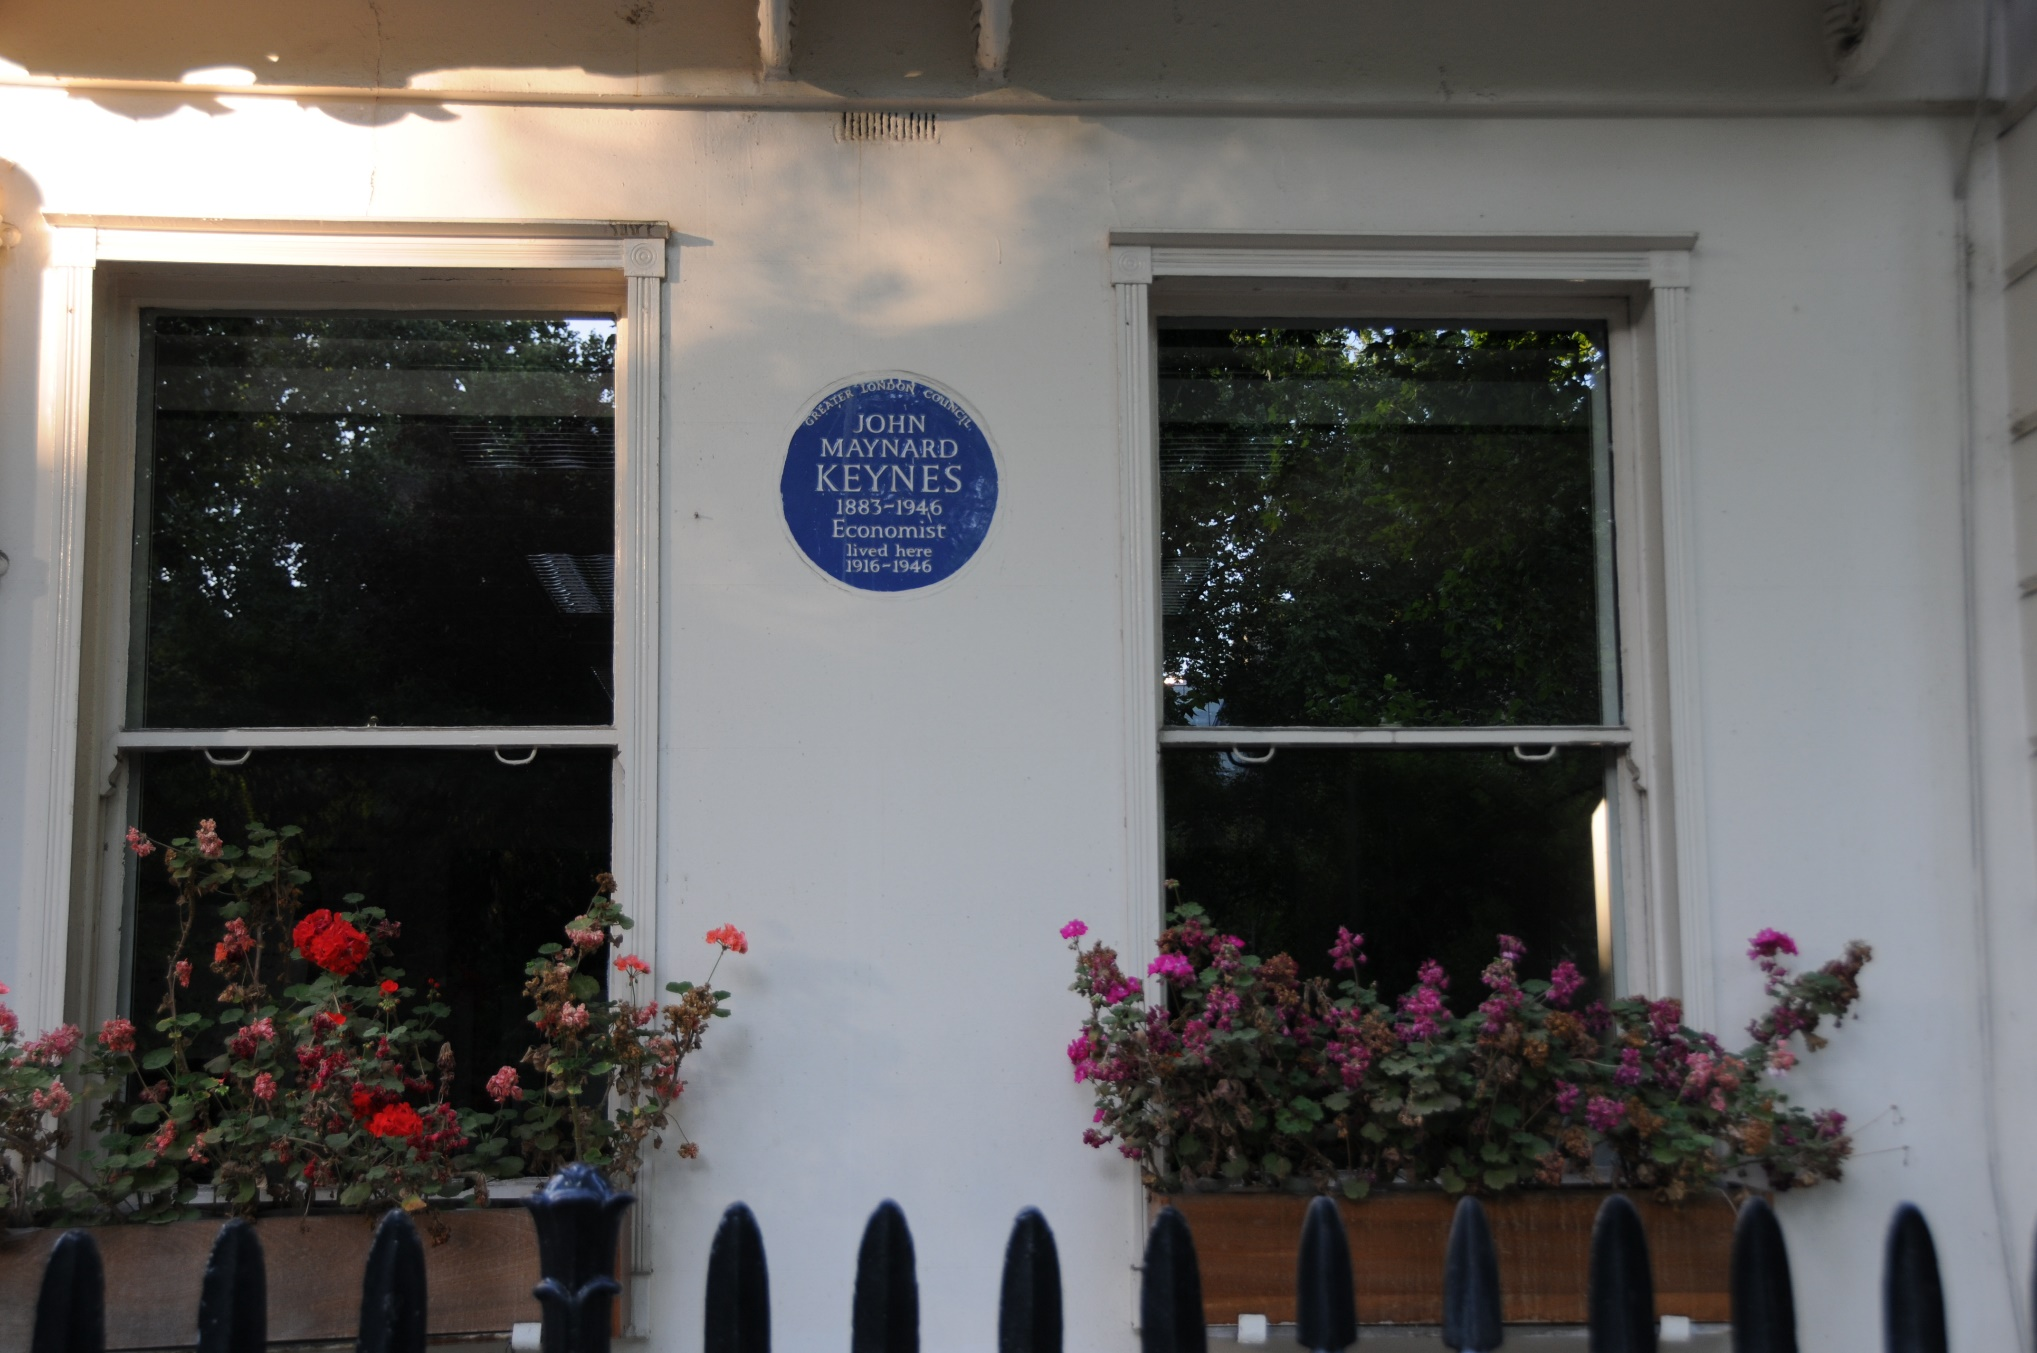 GREATER LONDON COUNCIL
JOHN
MAYNARD
KEYNES
1883-1946
Economist
lived here
1916-1946